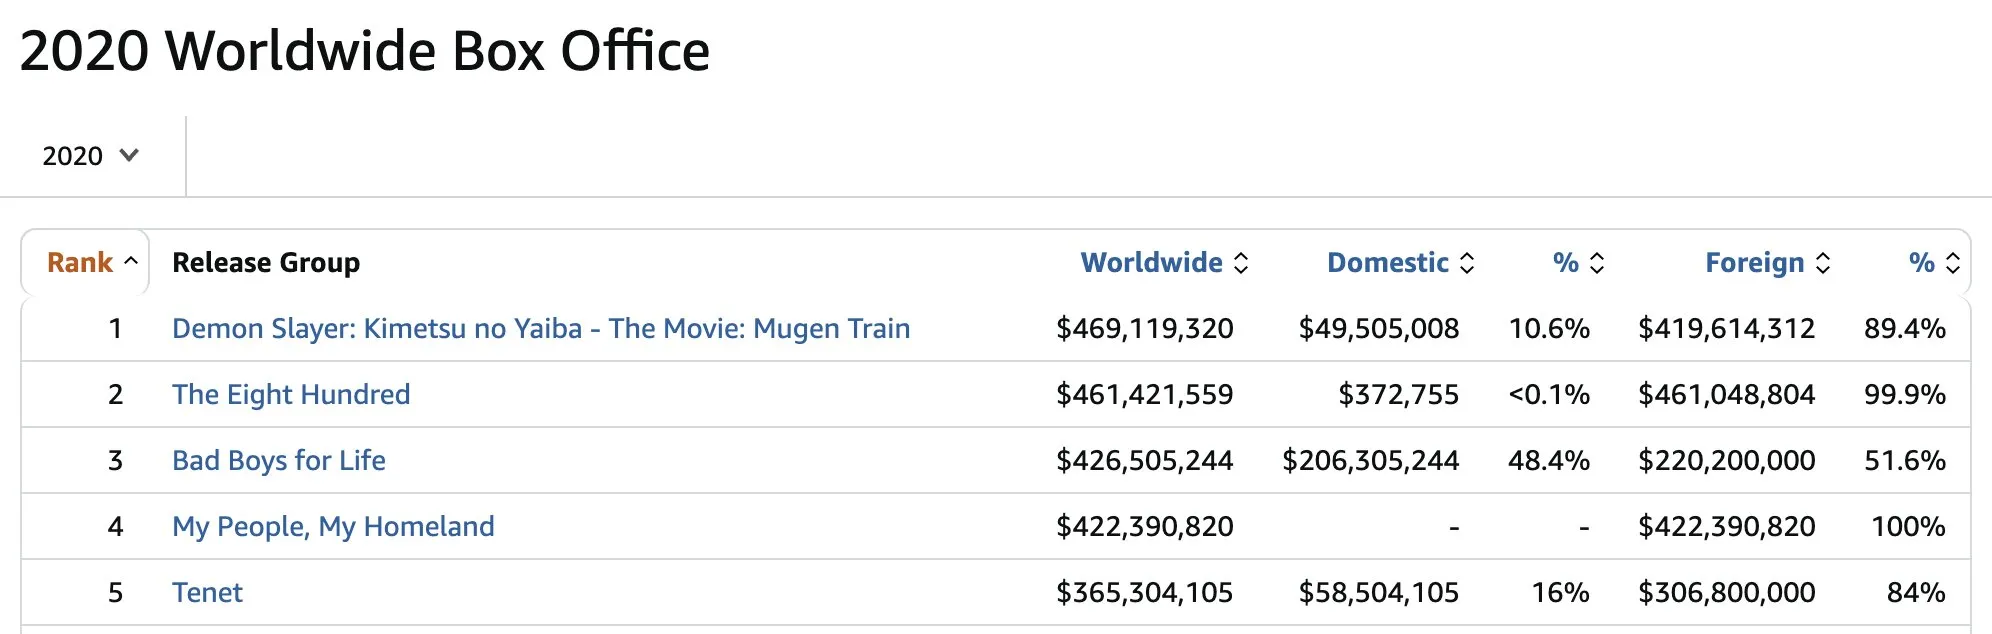 2020 Worldwide Box Office
2020
Rank Release Group Worldwide Domestic % Foreign %
1 Demon Slayer: Kimetsu no Yaiba - The Movie: Mugen Train $469,119,320 $49,505,008 10.6% $419,614,312 89.4%
2 The Eight Hundred $461,421,559 $372,755 <0.1% $461,048,804 99.9%
3 Bad Boys for Life $426,505,244 $206,305,244 48.4% $220,200,000 51.6%
4 My People, My Homeland $422,390,820 - - $422,390,820 100%
5 Tenet $365,304,105 $58,504,105 16% $306,800,000 84%